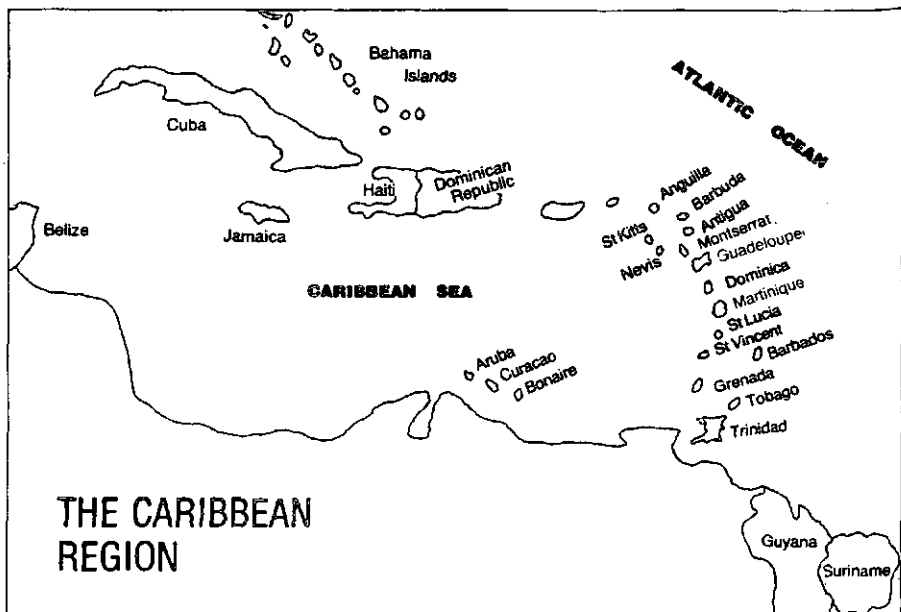 Bahama
Islands
ATLANTIC OCEAN
Cuba
Haiti
Dominican
Republic
Anguilla
Barbuda
Antigua
St Kitts
Montserrat
Nevis
Guadeloupe
Belize
Jamaica
CARIBBEAN SEA
Dominica
Martinique
St Lucia
St Vincent
Barbados
Aruba
Curacao
Bonaire
Grenada
Tobago
Trinidad
THE CARIBBEAN
REGION
Guyana
Suriname